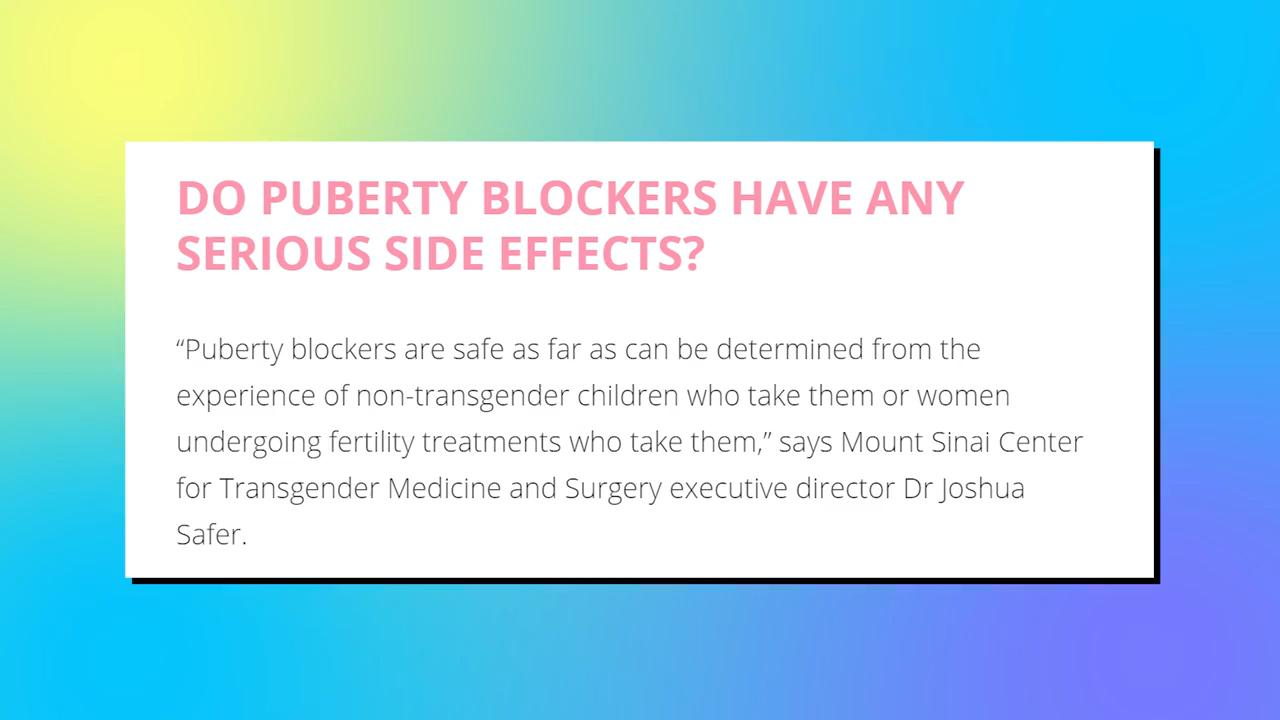 DO PUBERTY BLOCKERS HAVE ANY
SERIOUS SIDE EFFECTS?
“Puberty blockers are safe as far as can be determined from the
experience of non-transgender children who take them or women
undergoing fertility treatments who take them,” says Mount Sinai Center
for Transgender Medicine and Surgery executive director Dr Joshua
Safer.